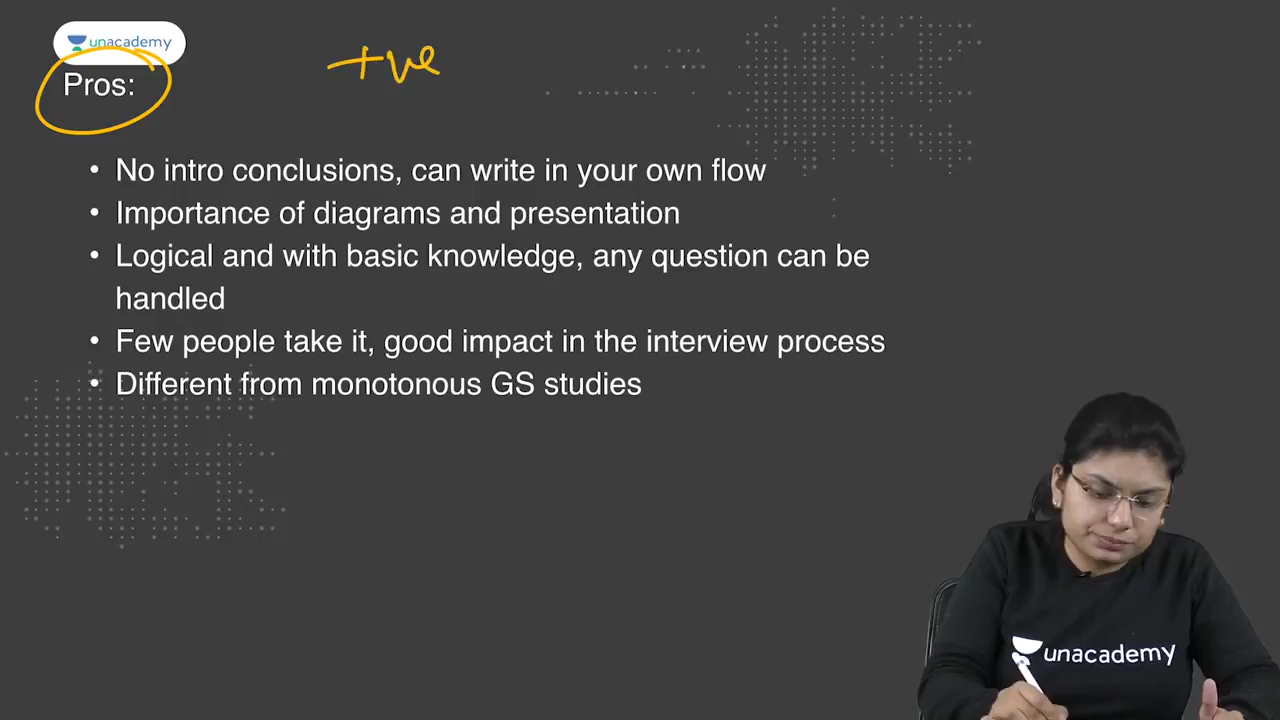 unacademy
Pros:
+ve
• No intro conclusions, can write in your own flow
• Importance of diagrams and presentation
• Logical and with basic knowledge, any question can be
handled
• Few people take it, good impact in the interview process
• Different from monotonous GS studies
unacademy